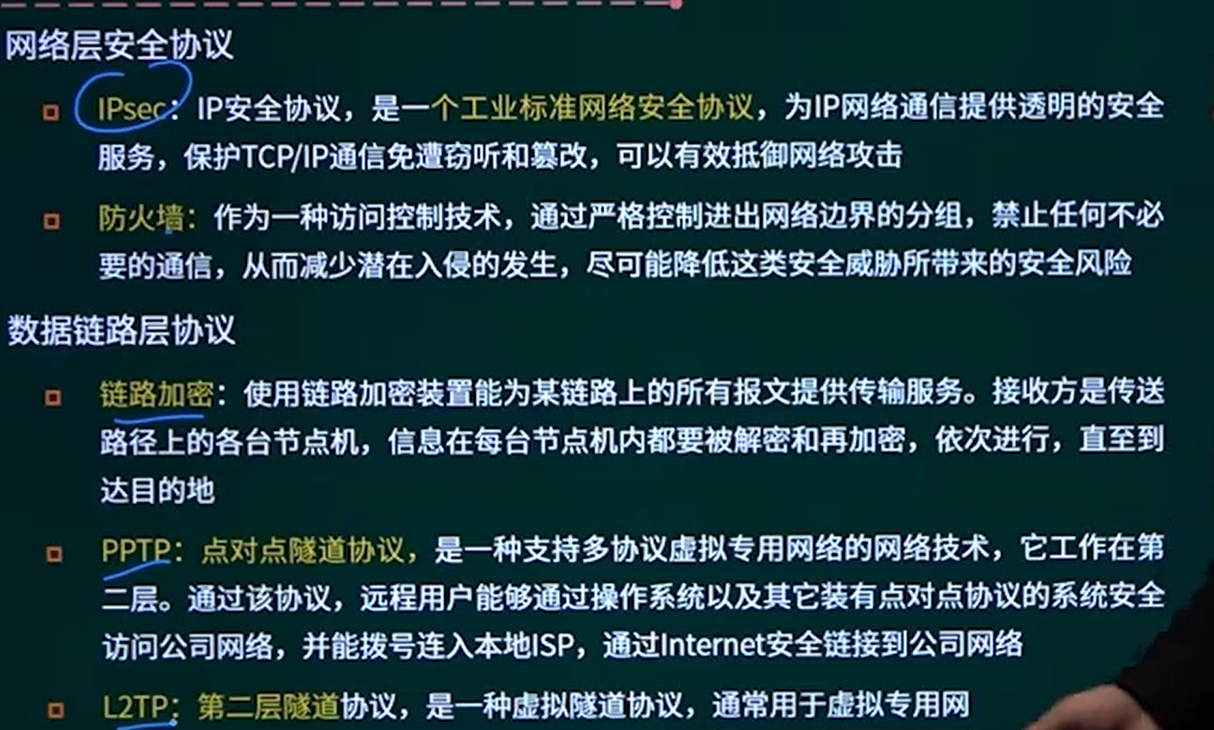 网络层安全协议
IPsec：IP安全协议，是一个工业标准网络安全协议，为IP网络通信提供透明的安全
服务，保护TCP/IP通信免遭窃听和篡改，可以有效抵御网络攻击
防火墙：作为一种访问控制技术，通过严格控制进出网络边界的分组，禁止任何不必
要的通信，从而减少潜在入侵的发生，尽可能降低这类安全威胁所带来的安全风险
数据链路层协议
链路加密：使用链路加密装置能为某链路上的所有报文提供传输服务。接收方是传送
路径上的各台节点机，信息在每台节点机内都要被解密和再加密，依次进行，直至到
达目的地
PPTP：点对点隧道协议，是一种支持多协议虚拟专用网络的网络技术，它工作在第
二层。通过该协议，远程用户能够通过操作系统以及其它装有点对点协议的系统安全
访问公司网络，并能拨号连入本地ISP，通过Internet安全链接到公司网络
L2TP：第二层隧道协议，是一种虚拟隧道协议，通常用于虚拟专用网